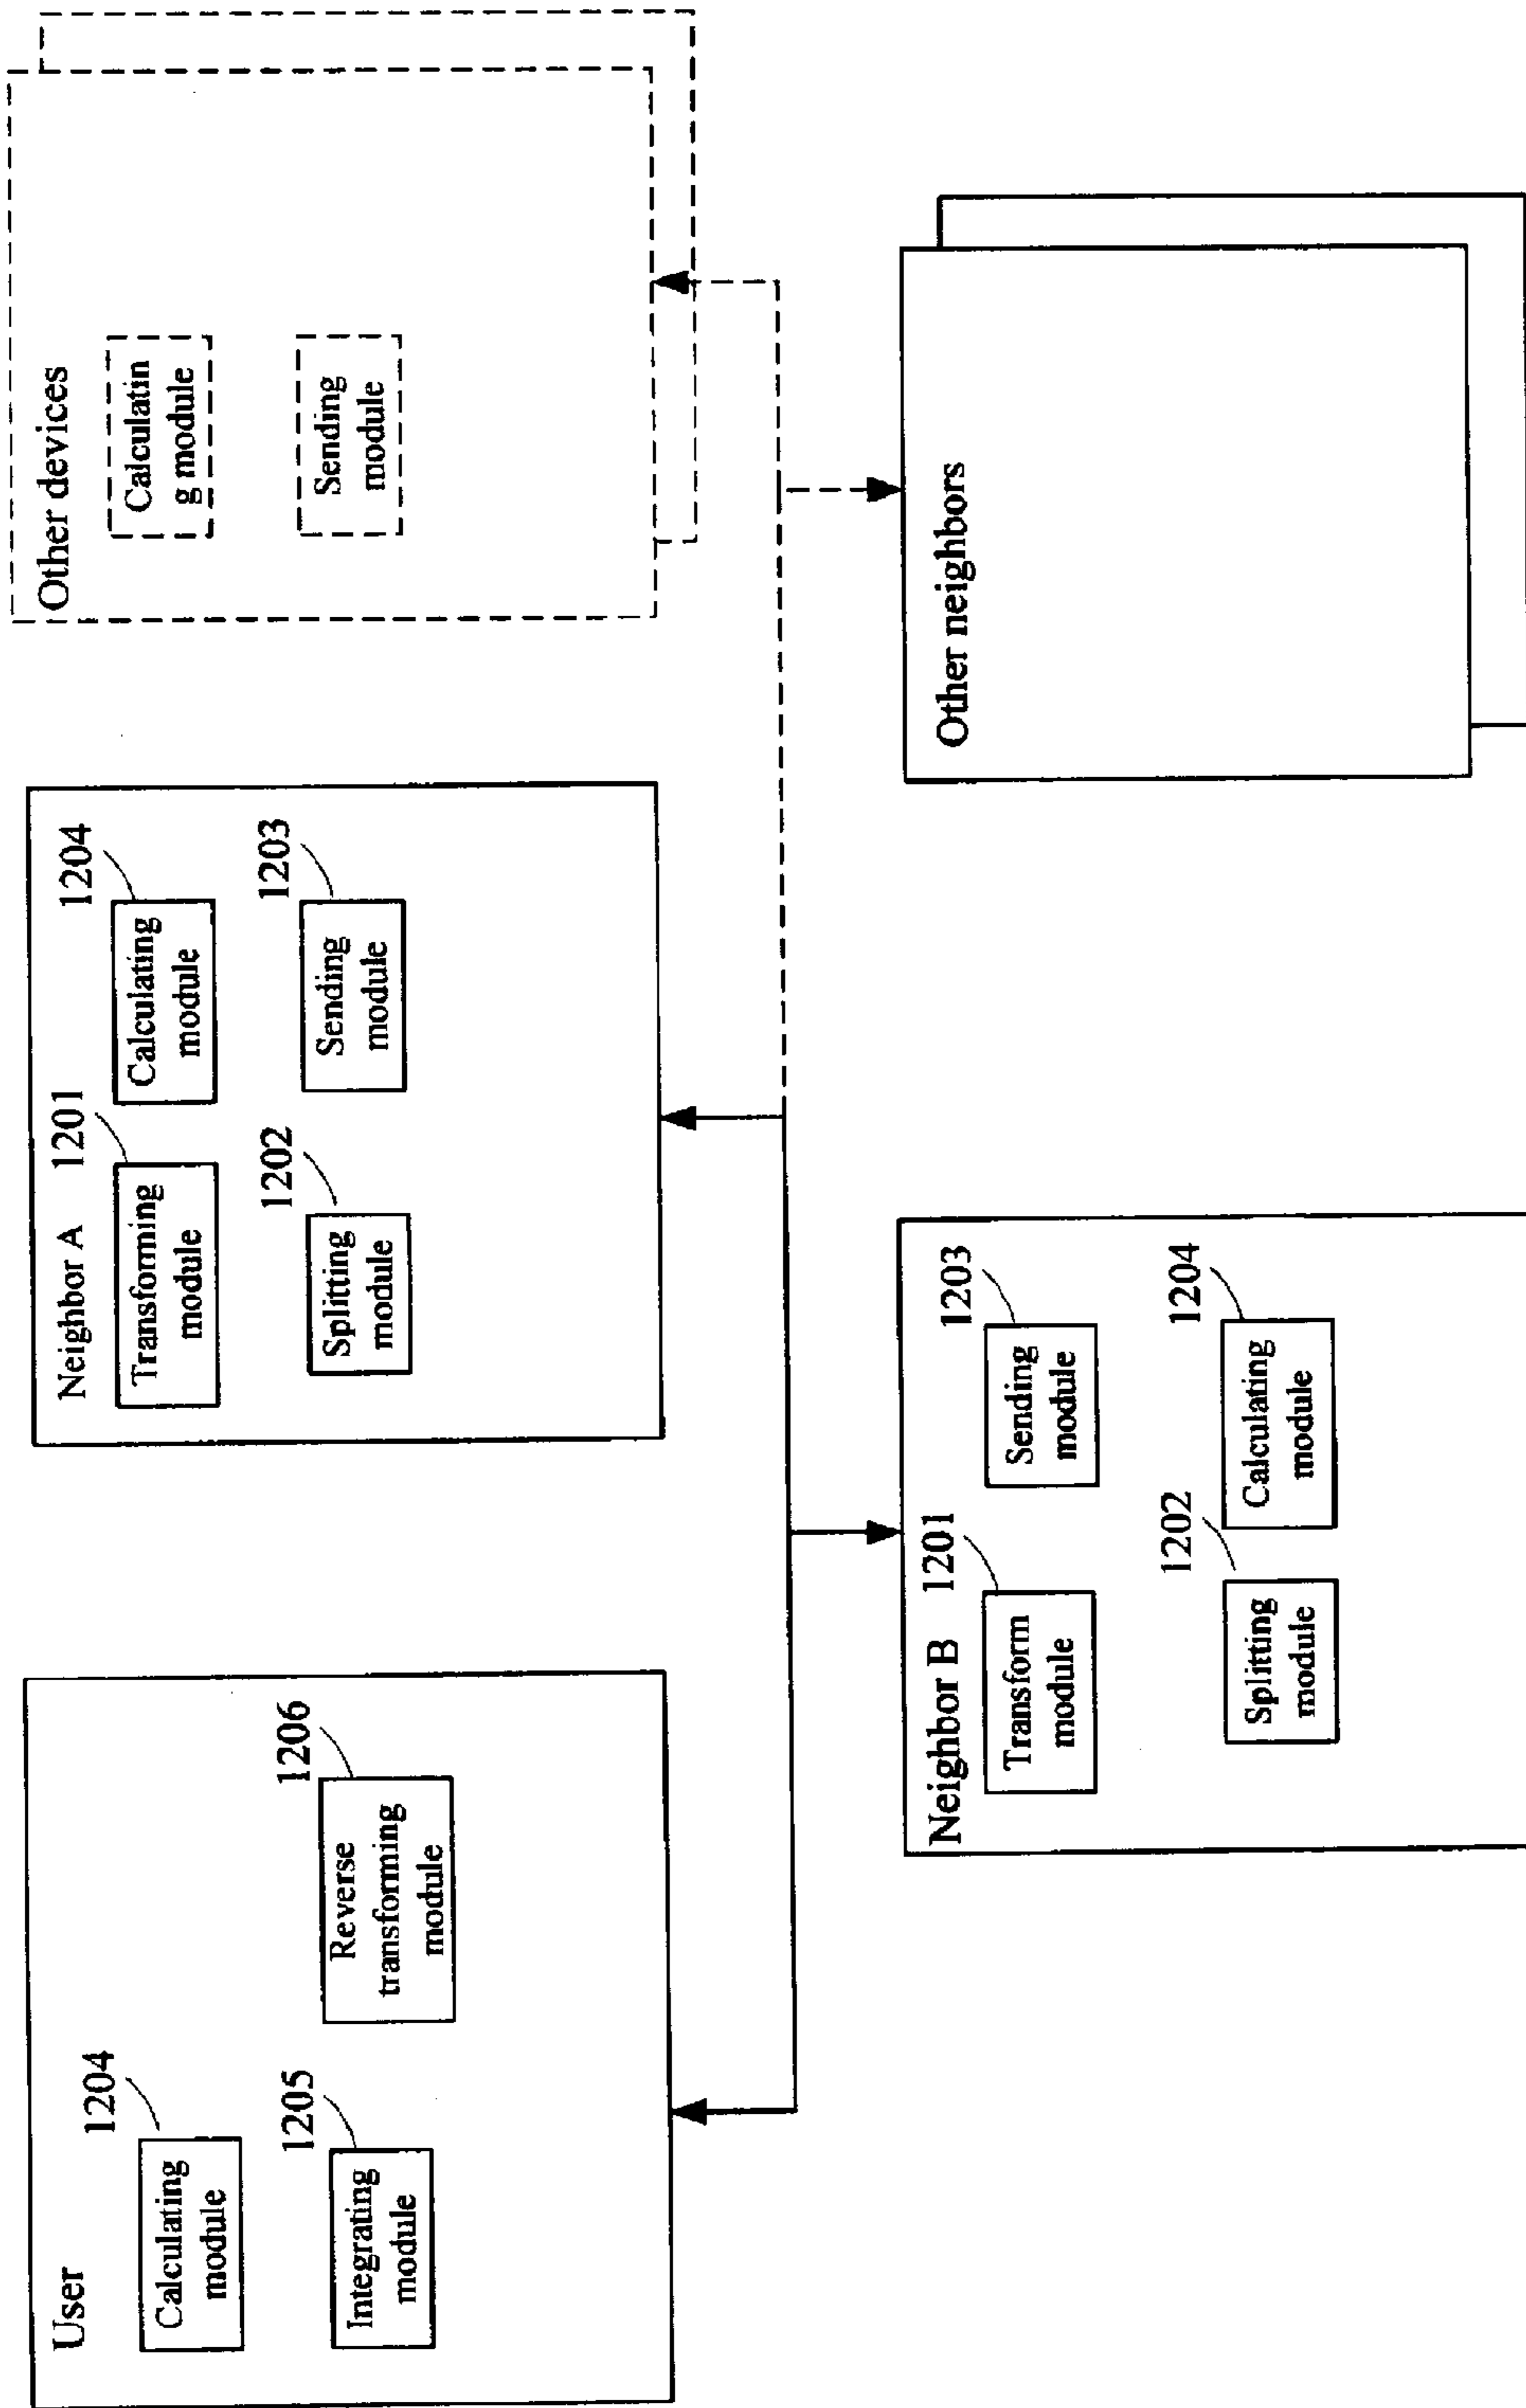 User
1204
Calculating
module
1205
Integrating
module
1206
Reverse
transforming
module
Neighbor A
1201
Transforming
module
1204
Calculating
module
1202
Splitting
module
1203
Sending
module
Other devices
Calculatin
g module
Sending
module
Neighbor B
1201
Transform
module
1203
Sending
module
1202
Splitting
module
1204
Calculating
module
Other neighbors